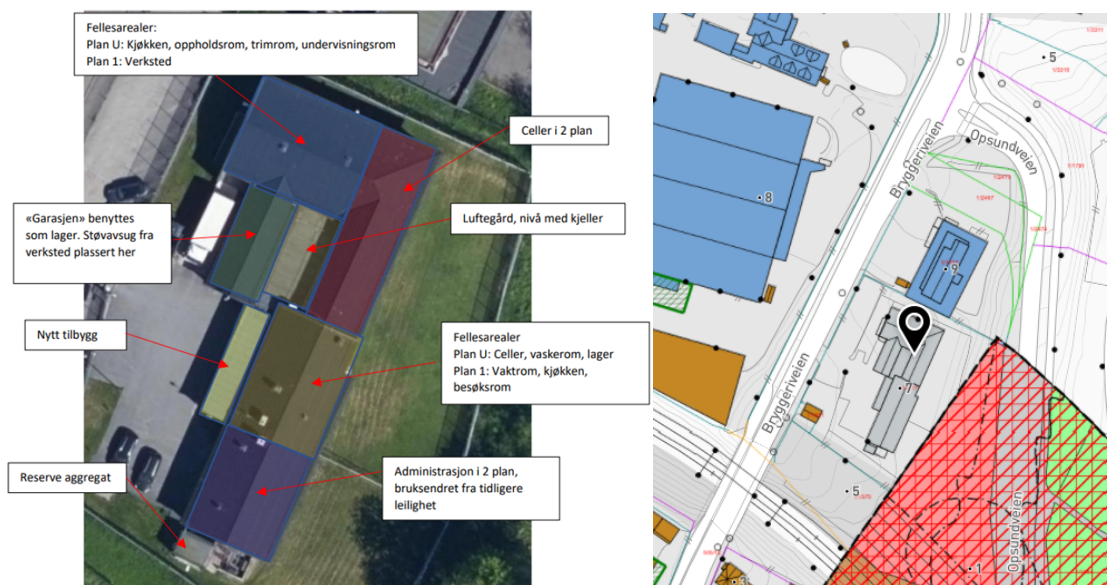 Fellesarealer:
Plan U: Kjøkken, oppholdsrom, trimrom, undervisningsrom
Plan 1: Verksted
Celler i 2 plan
«Garasjen» benyttes
som lager. Støvavsug fra
verksted plassert her
Luftegård, nivå med kjeller
Nytt tilbygg
Fellesarealer
Plan U: Celler, vaskerom, lager
Plan 1: Vaktrom, kjøkken,
besøksrom
Reserve aggregat
Administrasjon i 2 plan,
bruksendret fra tidligere
leilighet
5
Opsundveien
Bryggeriveien
8
9
7
Bryggeriveien
5
Opsundveien
1
3